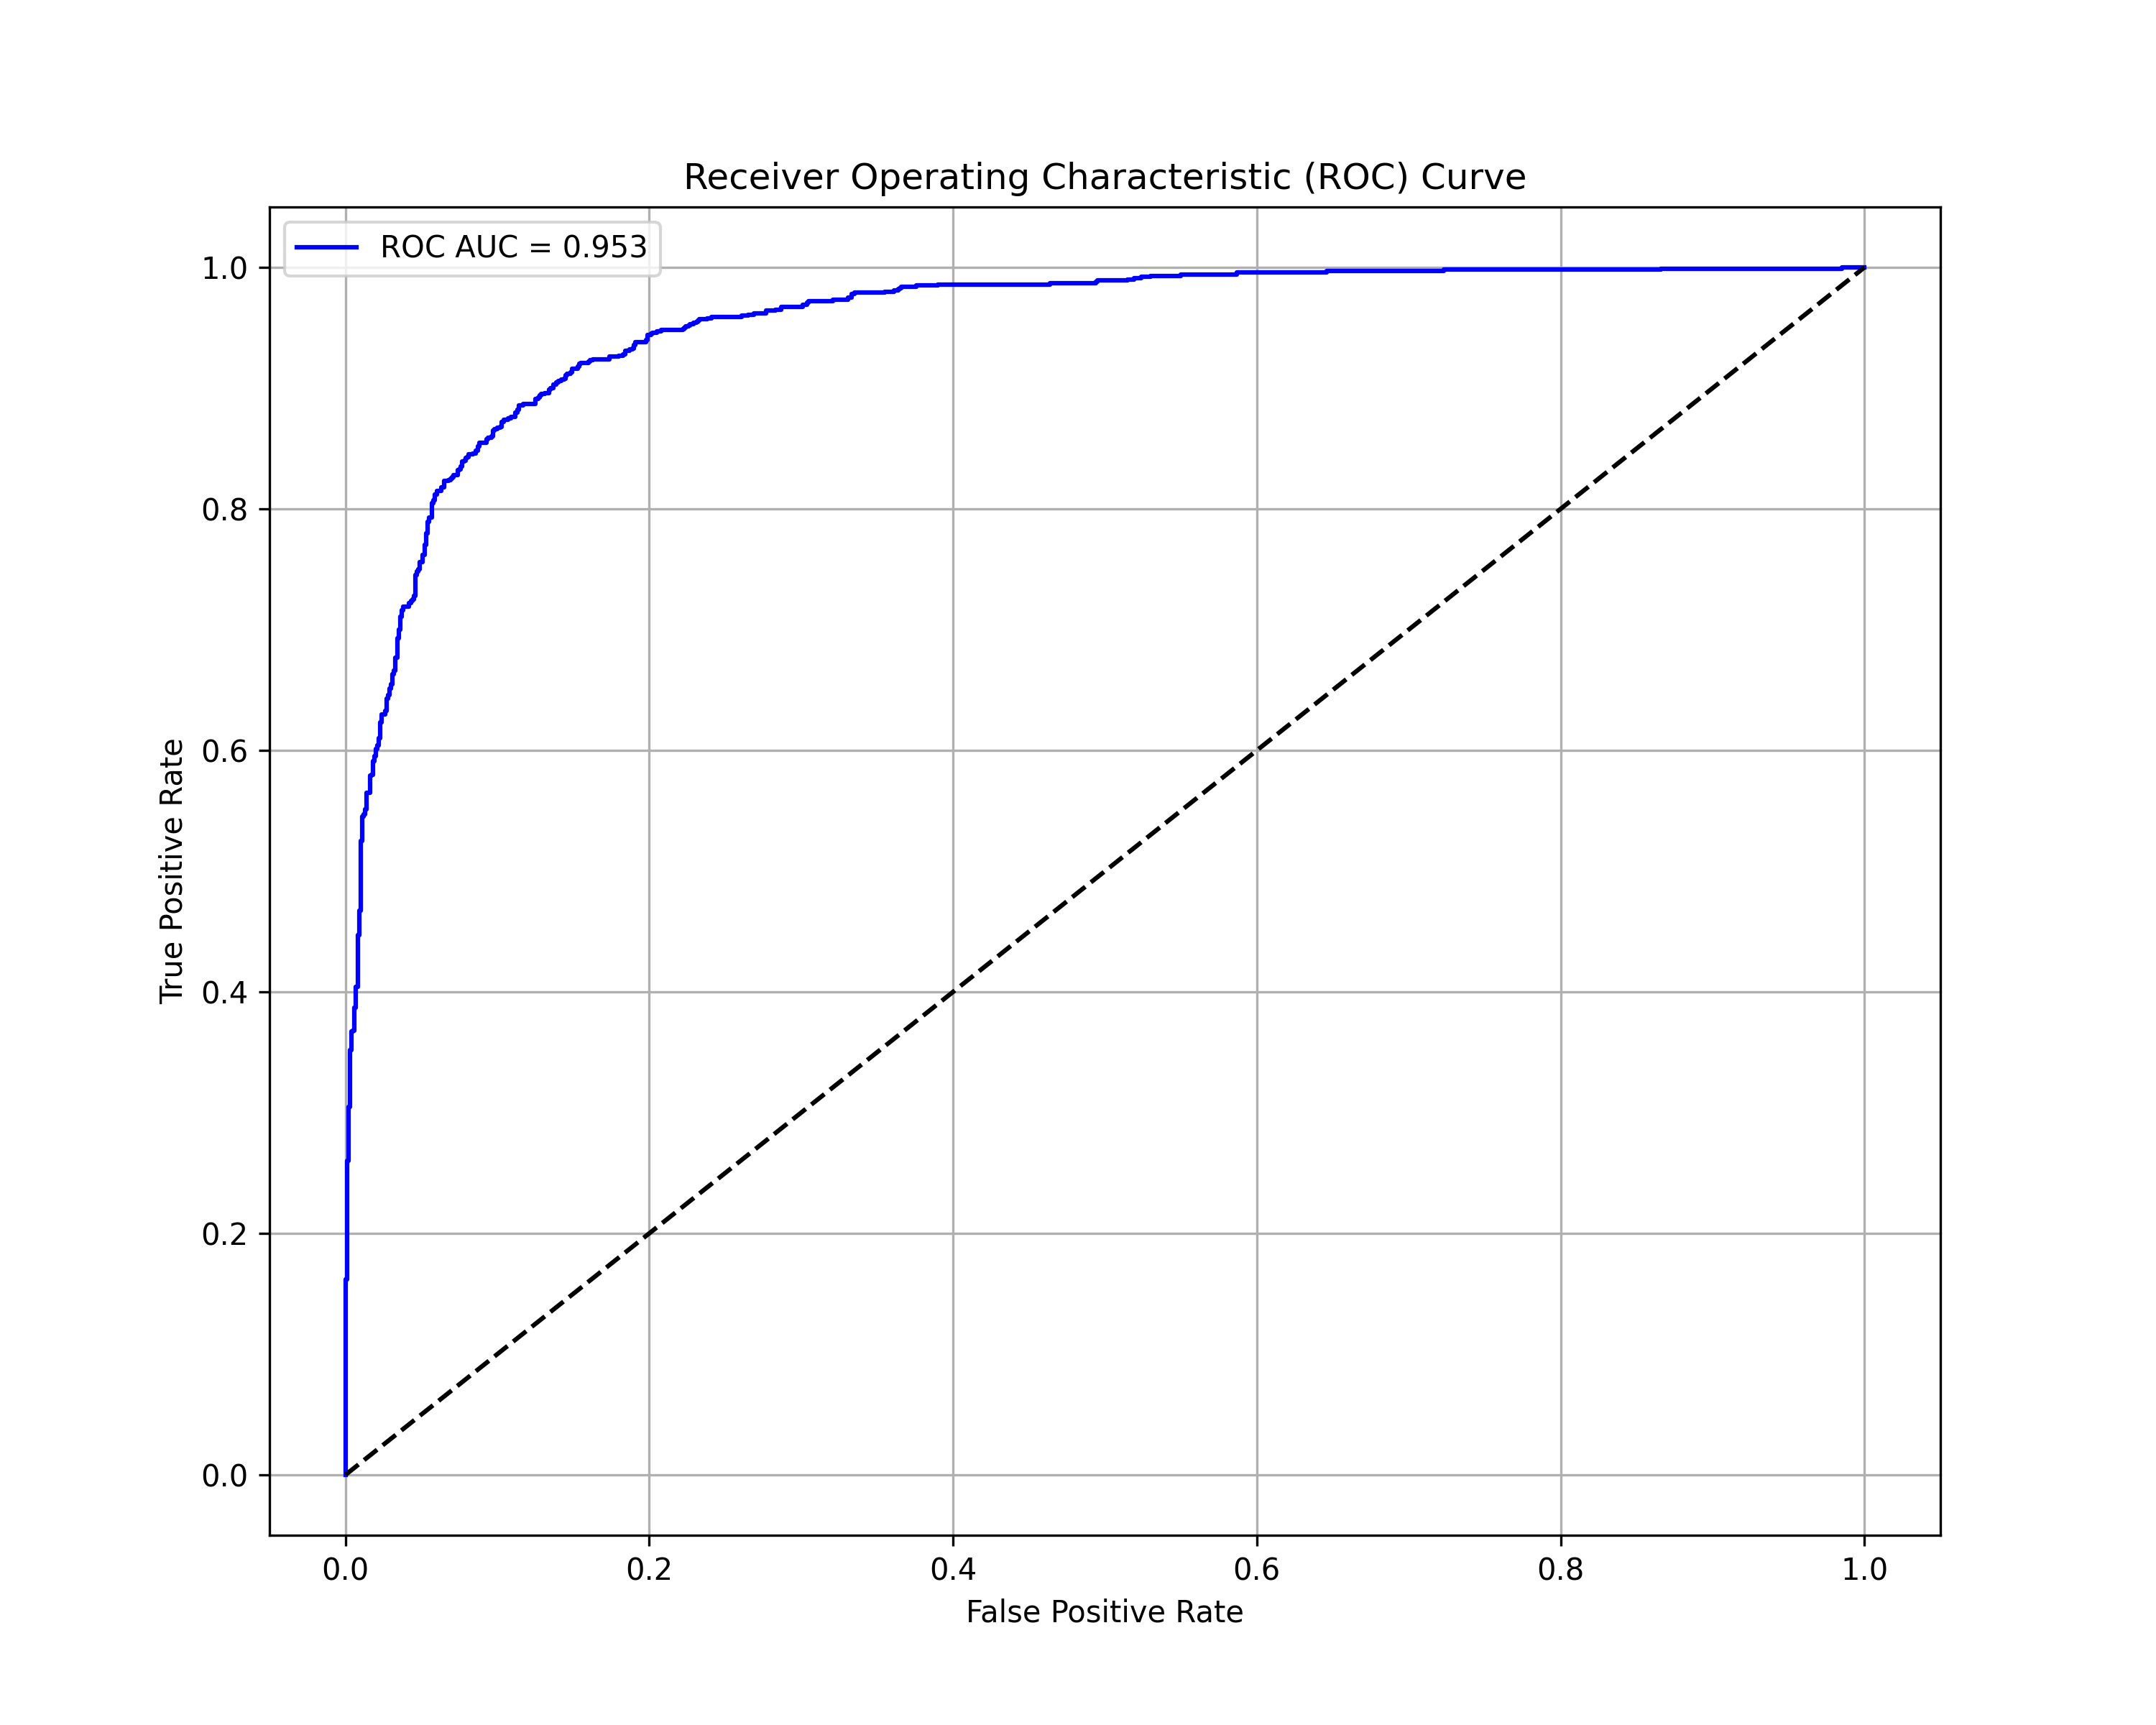 Receiver Operating Characteristic (ROC) Curve
ROC AUC = 0.953
1.0
0.8
0.6
0.4
0.2
0.0
True Positive Rate
0.0 0.2 0.4 0.6 0.8 1.0
False Positive Rate